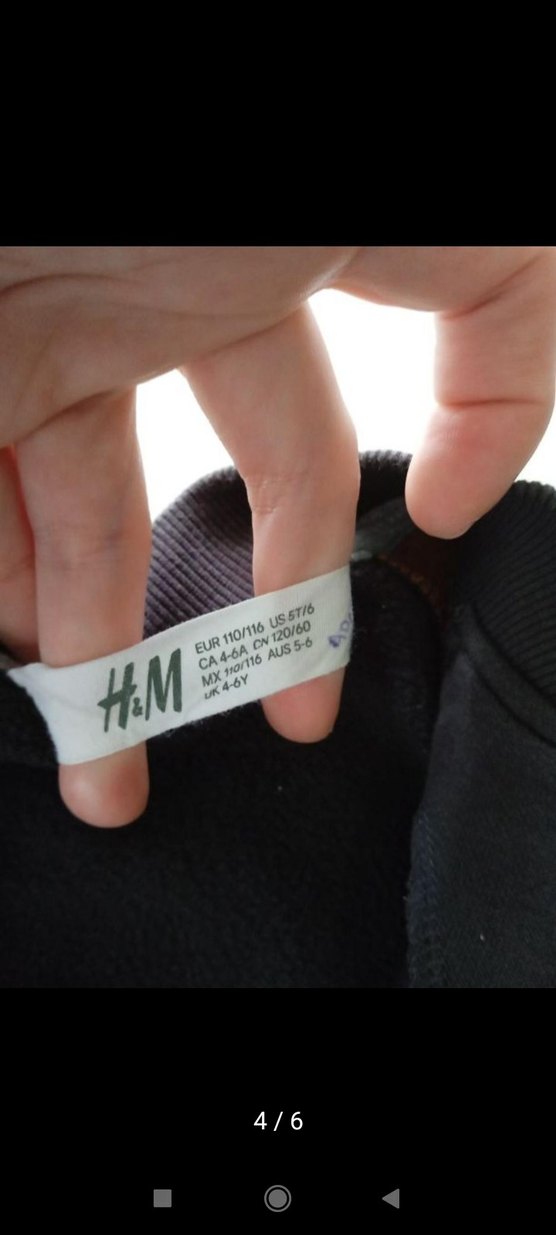 H&M
EUR 110/116 US 5T/6
CA 4-6A CN 120/60
MX 110/116 AUS 5-6
UK 4-6Y
4 / 6